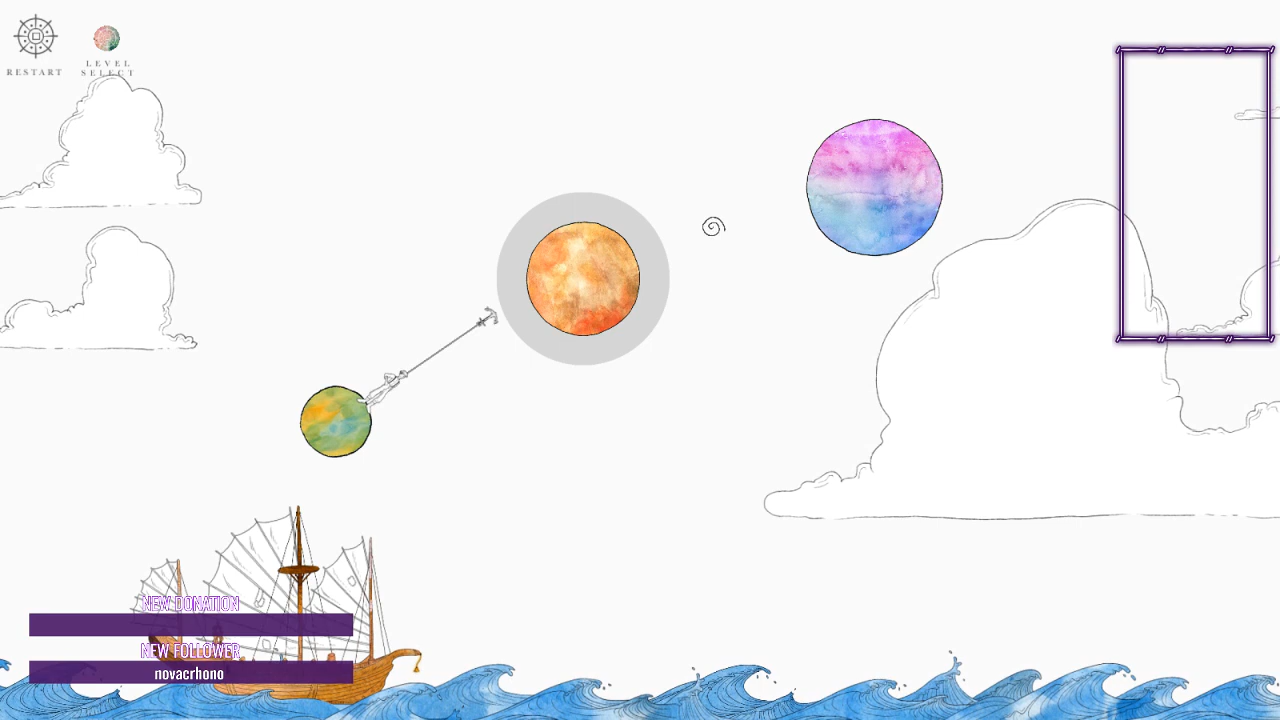 RESTART
LEVEL
SELECT
NEW DONATION
NEW FOLLOWER
novacrhono